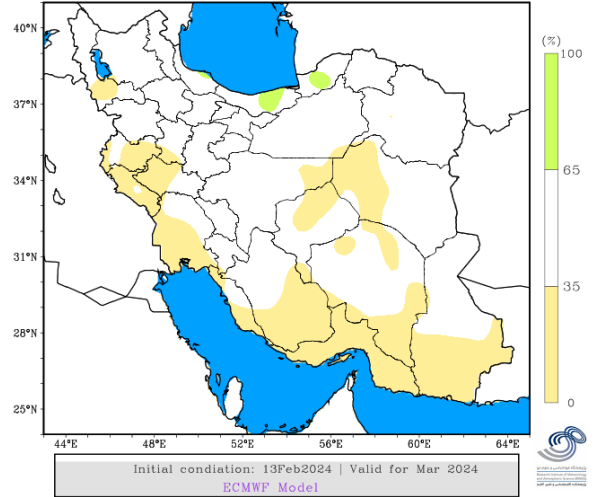 (%)
41°N
37°N
34°N
31°N
28°N
25°N
100
65
35
0
44°E
48°E
52°E
56°E
60°E
64°E
Initial condiation: 13Feb2024 | Valid for Mar 2024
ECMWF Model